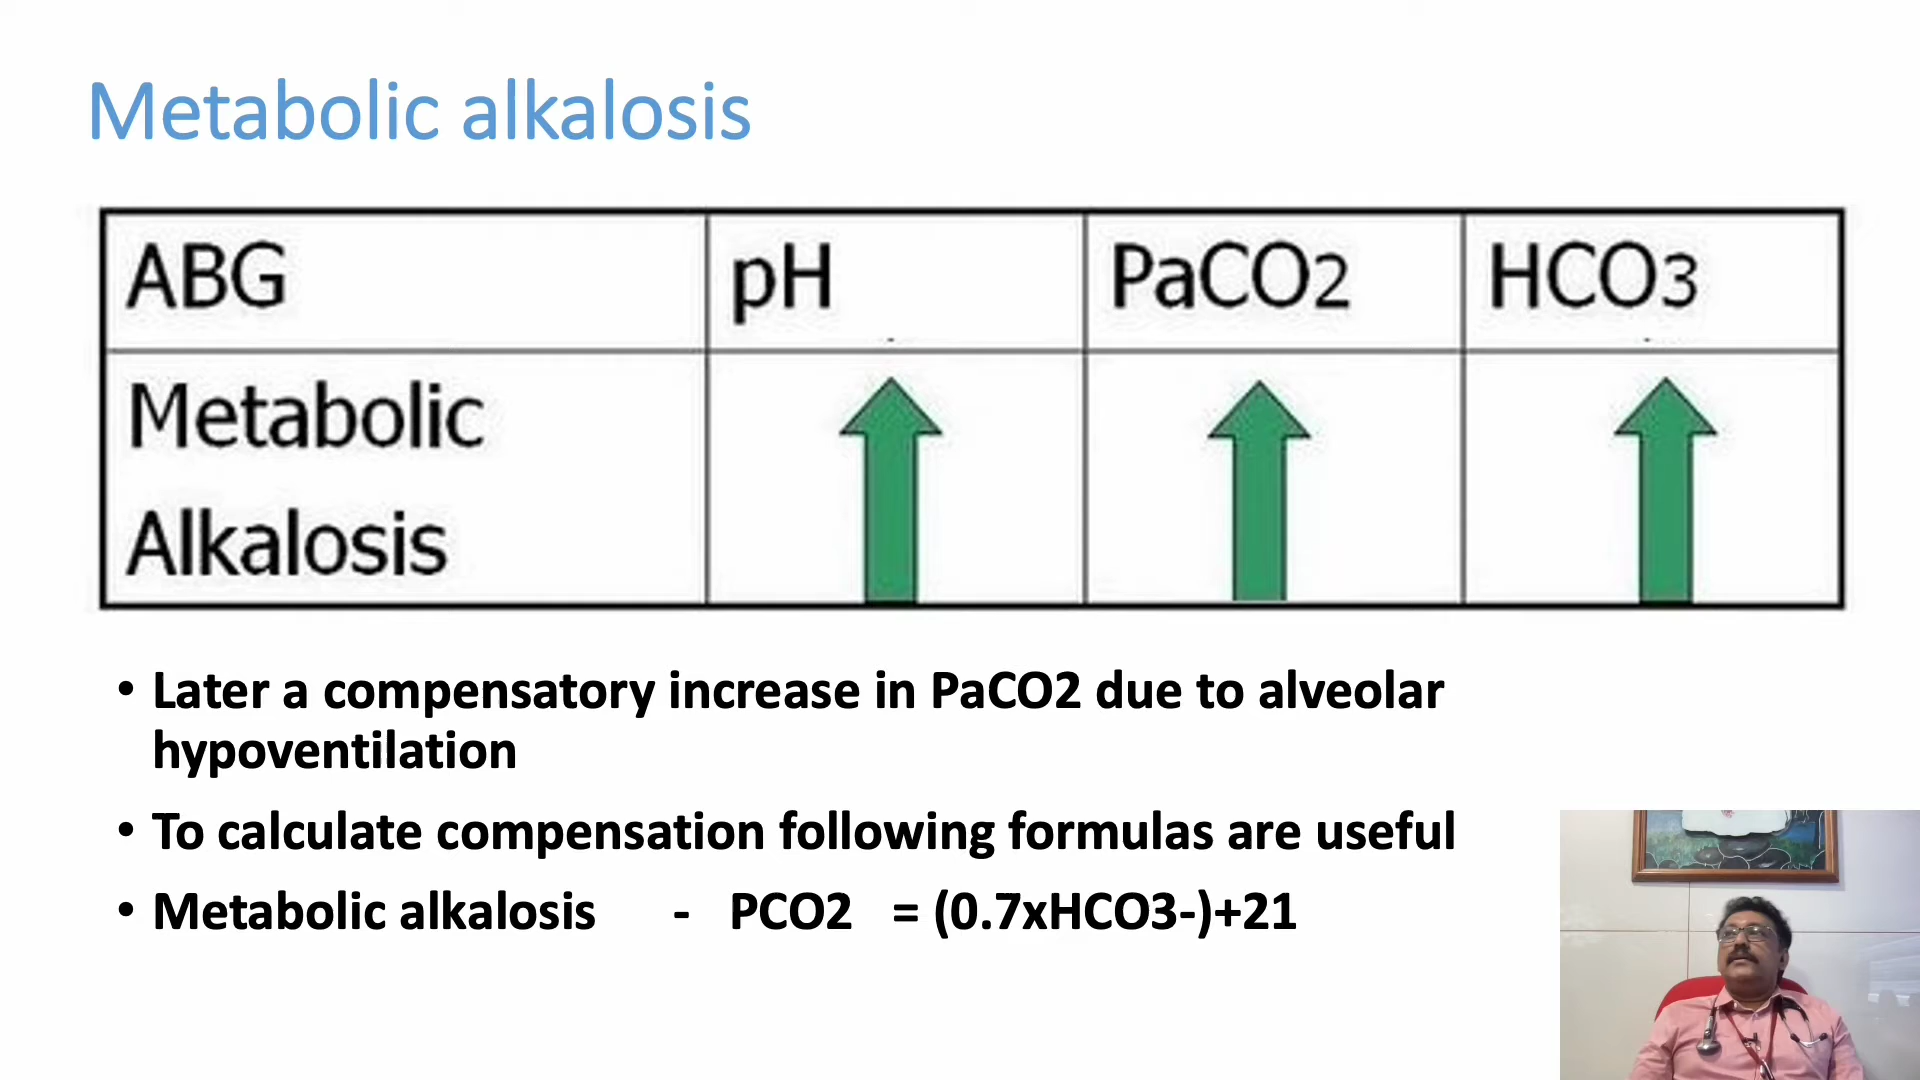 Metabolic alkalosis
ABG pH PaCO2 HCO3
Metabolic
Alkalosis
• Later a compensatory increase in PaCO2 due to alveolar
hypoventilation
• To calculate compensation following formulas are useful
• Metabolic alkalosis - PCO2 = (0.7xHCO3-)+21